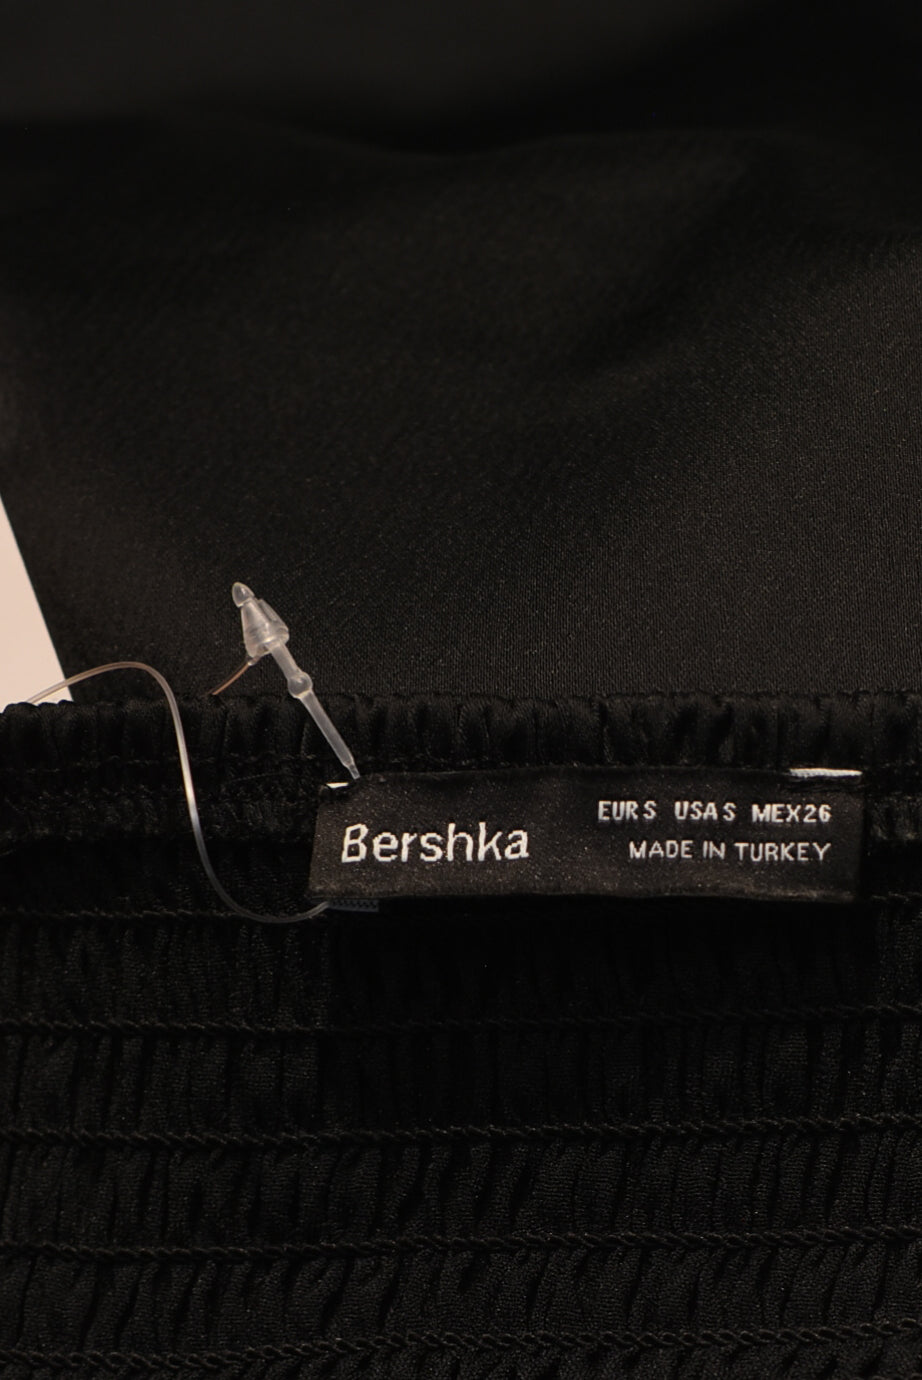 Bershka
EUR S USA S MEX 26
MADE IN TURKEY